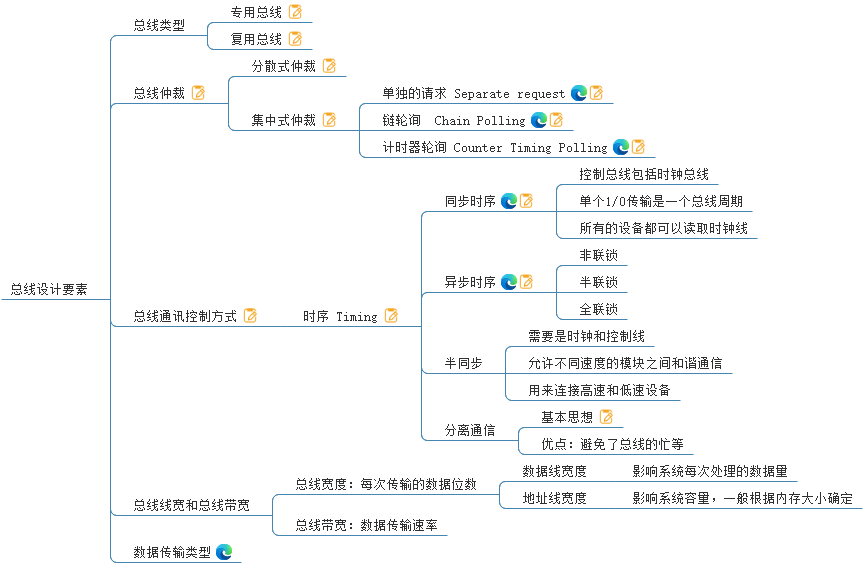 总线设计要素
总线类型
专用总线
复用总线
总线仲裁
分散式仲裁
集中式仲裁
单独的请求 Separate request
链轮询 Chain Polling
计时器轮询 Counter Timing Polling
总线通讯控制方式
时序 Timing
同步时序
控制总线包括时钟总线
单个1/0传输是一个总线周期
所有的设备都可以读取时钟线
异步时序
非联锁
半联锁
全联锁
半同步
需要是时钟和控制线
允许不同速度的模块之间和谐通信
用来连接高速和低速设备
分离通信
基本思想
优点：避免了总线的忙等
总线线宽和总线带宽
总线宽度：每次传输的数据位数
数据线宽度
影响系统每次处理的数据量
地址线宽度
影响系统容量，一般根据内存大小确定
总线带宽：数据传输速率
数据传输类型